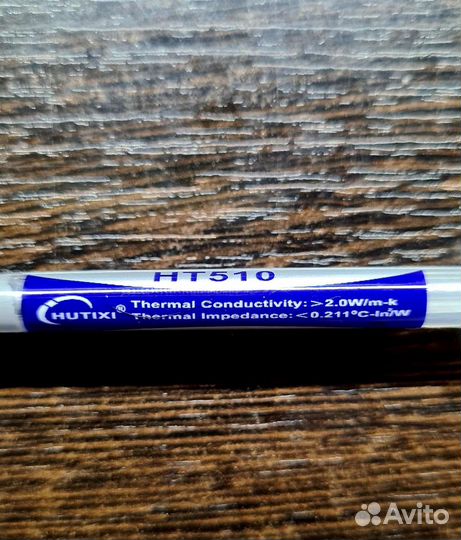 HT510
HUTIXI®
Thermal Conductivity: >2.0W/m-k
Thermal Impedance: <0.211°C-In²/W
Avito